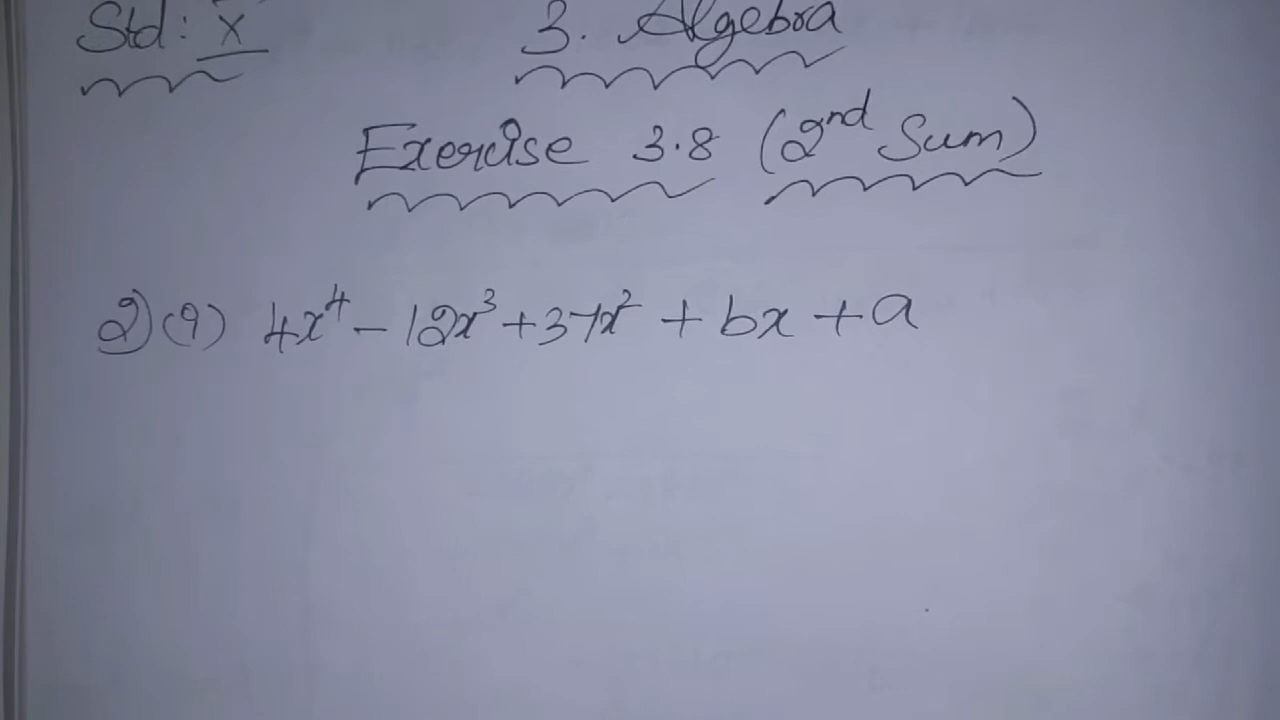 Std: X
3. Algebra
Exercise 3.8 (2nd Sum)
2) (i) 4x⁴ - 12x³ + 37x² + bx + a